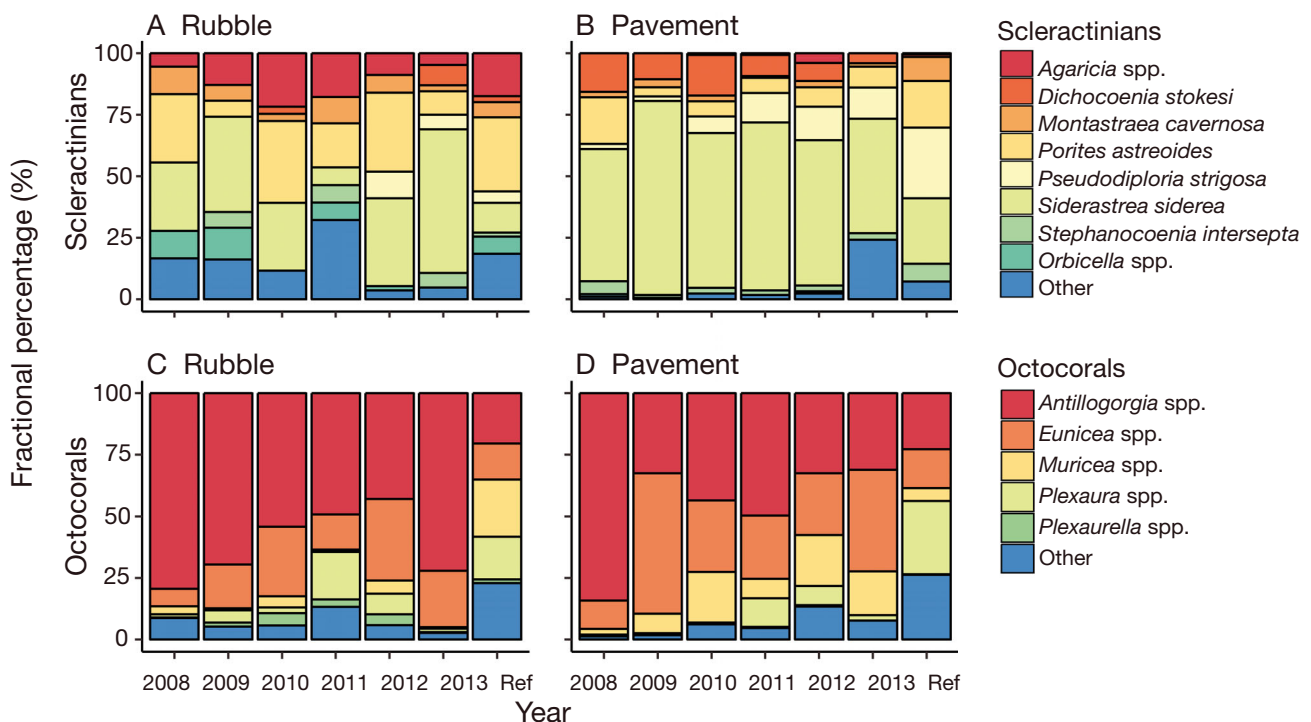 A Rubble
B Pavement
Scleractinians
100
75
50
25
0
Scleractinians
Agaricia spp.
Dichocoenia stokesi
Montastraea cavernosa
Porites astreoides
Pseudodiploria strigosa
Siderastrea siderea
Stephanocoenia intersepta
Orbicella spp.
Other
Fractional percentage (%)
C Rubble
D Pavement
Octocorals
100
75
50
25
0
Octocorals
Antillogorgia spp.
Eunicea spp.
Muricea spp.
Plexaura spp.
Plexaurella spp.
Other
2008 2009 2010 2011 2012 2013 Ref
2008 2009 2010 2011 2012 2013 Ref
Year